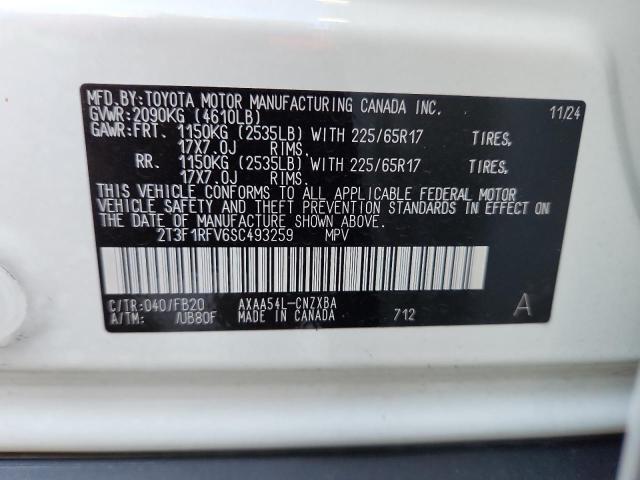 MFD.BY:TOYOTA MOTOR MANUFACTURING CANADA INC. 11/24
GVWR:2090KG (4610LB)
GAWR:FRT. 1150KG (2535LB) WITH 225/65R17 TIRES,
17X7.0J RIMS.
RR. 1150KG (2535LB) WITH 225/65R17 TIRES,
17X7.0J RIMS.
THIS VEHICLE CONFORMS TO ALL APPLICABLE FEDERAL MOTOR
VEHICLE SAFETY AND THEFT PREVENTION STANDARDS IN EFFECT ON
THE DATE OF MANUFACTURE SHOWN ABOVE.
2T3F1RFV6SC493259 MPV
C/TR:040/FB20 AXAA54L-CNZXBA
A/TM: /UB80F MADE IN CANADA 712 A